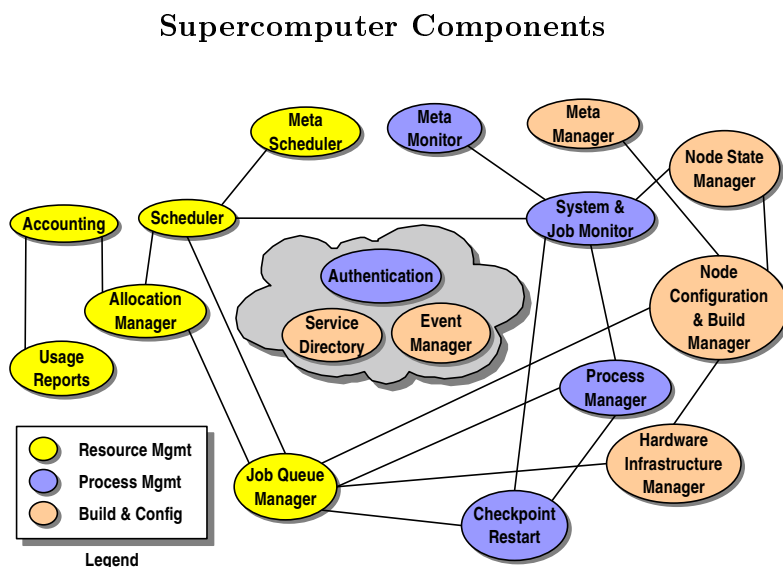 Supercomputer Components
Meta
Scheduler
Meta
Monitor
Meta
Manager
Node State
Manager
Accounting
Scheduler
System &
Job Monitor
Authentication
Service
Directory
Event
Manager
Node
Configuration
& Build
Manager
Allocation
Manager
Usage
Reports
Process
Manager
Job Queue
Manager
Hardware
Infrastructure
Manager
Checkpoint
Restart
Resource Mgmt
Process Mgmt
Build & Config
Legend